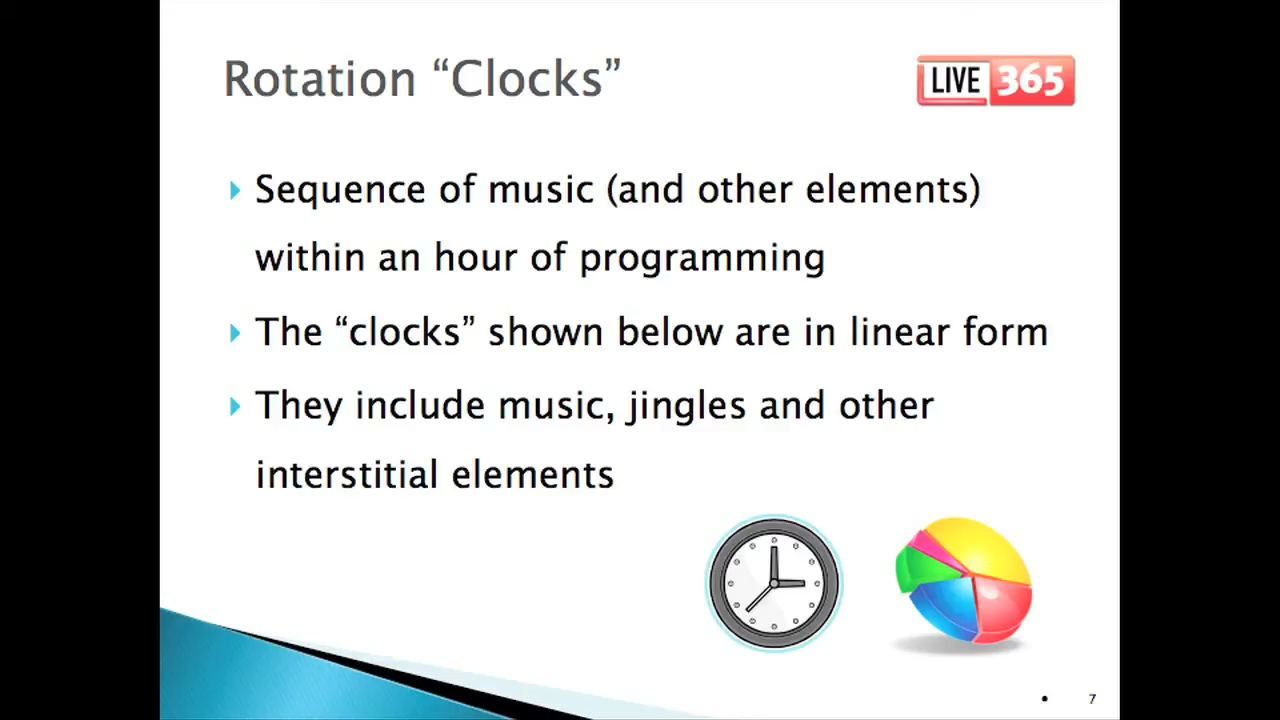 Rotation “Clocks”
LIVE 365
Sequence of music (and other elements)
within an hour of programming
The “clocks” shown below are in linear form
They include music, jingles and other
interstitial elements
7